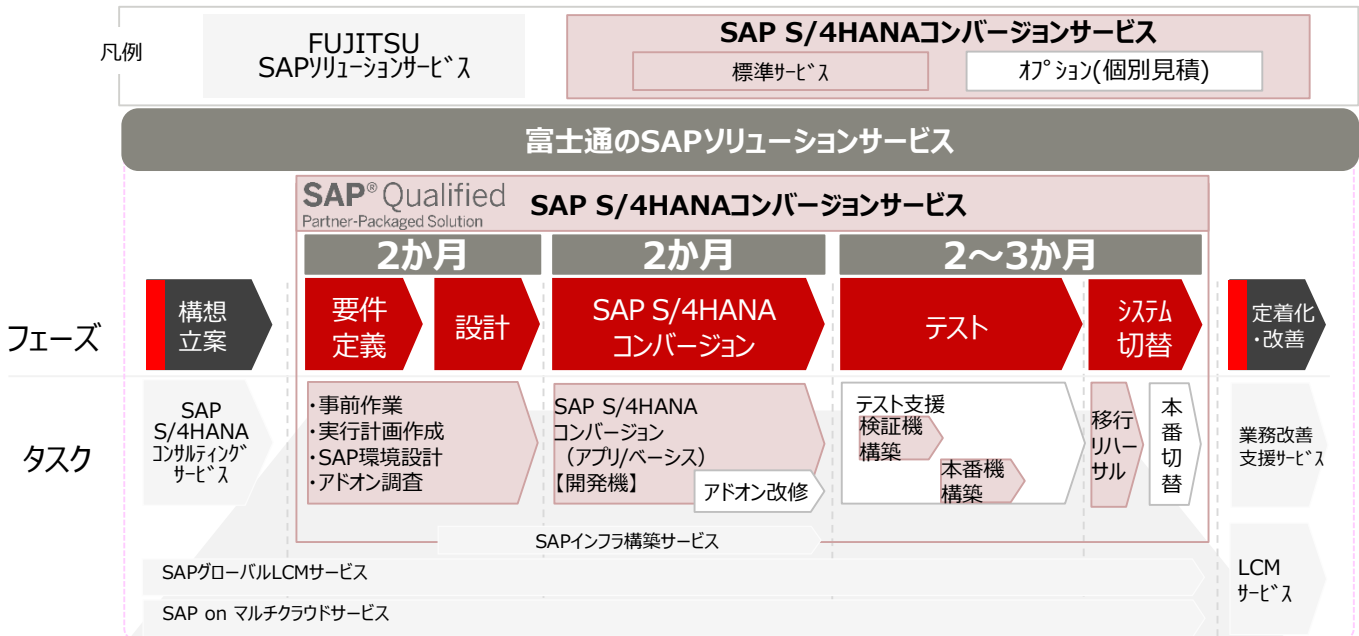 凡例
FUJITSU
SAPソリューションサービス
SAP S/4HANAコンバージョンサービス
標準サービス
オプション(個別見積)
富士通のSAPソリューションサービス
SAP® Qualified
Partner-Packaged Solution
SAP S/4HANAコンバージョンサービス
2か月
2か月
2～3か月
フェーズ
構想
立案
要件
定義
設計
SAP S/4HANA
コンバージョン
テスト
システム
切替
定着化
・改善
タスク
SAP
S/4HANA
コンサルティング
サービス
・事前作業
・実行計画作成
・SAP環境設計
・アドオン調査
SAP S/4HANA
コンバージョン
（アプリ/ベーシス）
【開発機】
アドオン改修
テスト支援
検証機
構築
本番機
構築
移行
リハー
サル
本番切替
業務改善
支援サービス
SAPインフラ構築サービス
SAPグローバルLCMサービス
SAP on マルチクラウドサービス
LCM
サービス